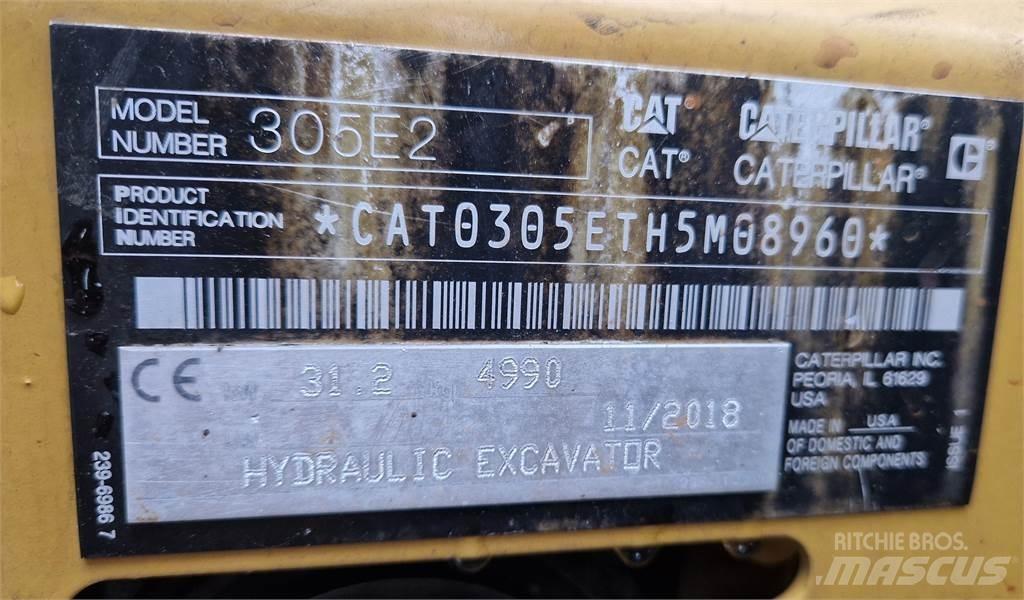 MODEL NUMBER 305E2
CAT CATERPILLAR®
CAT® CATERPILLAR®
PRODUCT IDENTIFICATION NUMBER *CAT0305ETH5M08960*
CE kW 31.2 kg 4990
11/2018
HYDRAULIC EXCAVATOR
CATERPILLAR INC.
PEORIA, IL 61629
USA
MADE IN USA
OF DOMESTIC AND
FOREIGN COMPONENTS
ISSUE 1
239-6986 7
RITCHIE BROS.
MASCUS